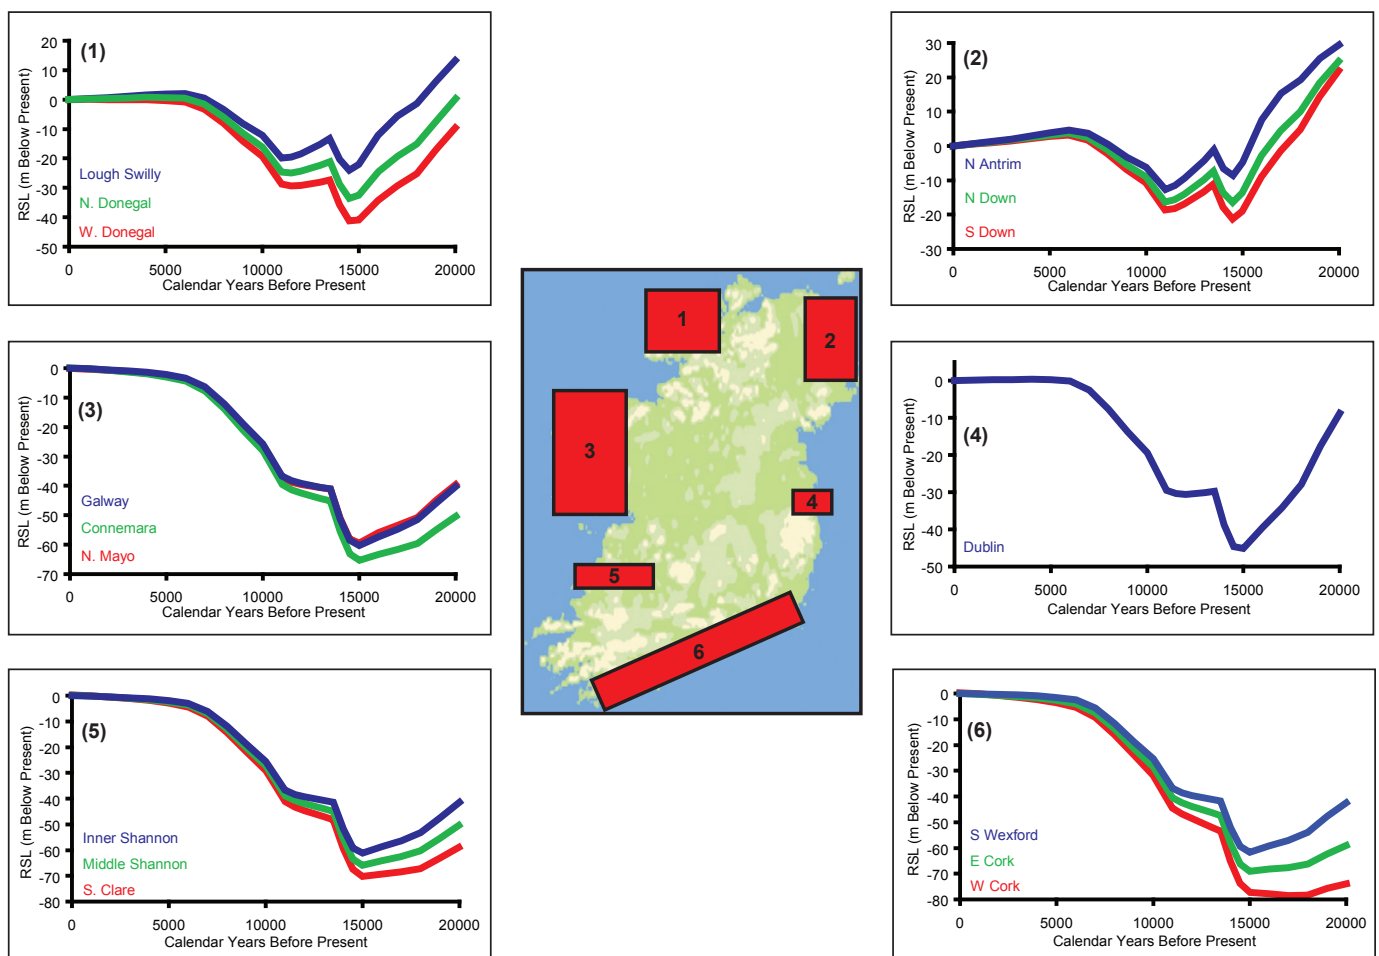 (1)
RSL (m Below Present)
20
10
0
-10
-20
-30
-40
-50
Lough Swilly
N. Donegal
W. Donegal
0 5000 10000 15000 20000
Calendar Years Before Present
(2)
RSL (m Below Present)
30
20
10
0
-10
-20
-30
N Antrim
N Down
S Down
0 5000 10000 15000 20000
Calendar Years Before Present
(3)
RSL (m Below Present)
0
-10
-20
-30
-40
-50
-60
-70
Galway
Connemara
N. Mayo
0 5000 10000 15000 20000
Calendar Years Before Present
1
2
3
4
5
6
(4)
RSL (m Below Present)
0
-10
-20
-30
-40
-50
Dublin
0 5000 10000 15000 20000
Calendar Years Before Present
(5)
RSL (m Below Present)
0
-10
-20
-30
-40
-50
-60
-70
-80
Inner Shannon
Middle Shannon
S. Clare
0 5000 10000 15000 20000
Calendar Years Before Present
(6)
RSL (m Below Present)
0
-10
-20
-30
-40
-50
-60
-70
-80
S Wexford
E Cork
W Cork
0 5000 10000 15000 20000
Calendar Years Before Present